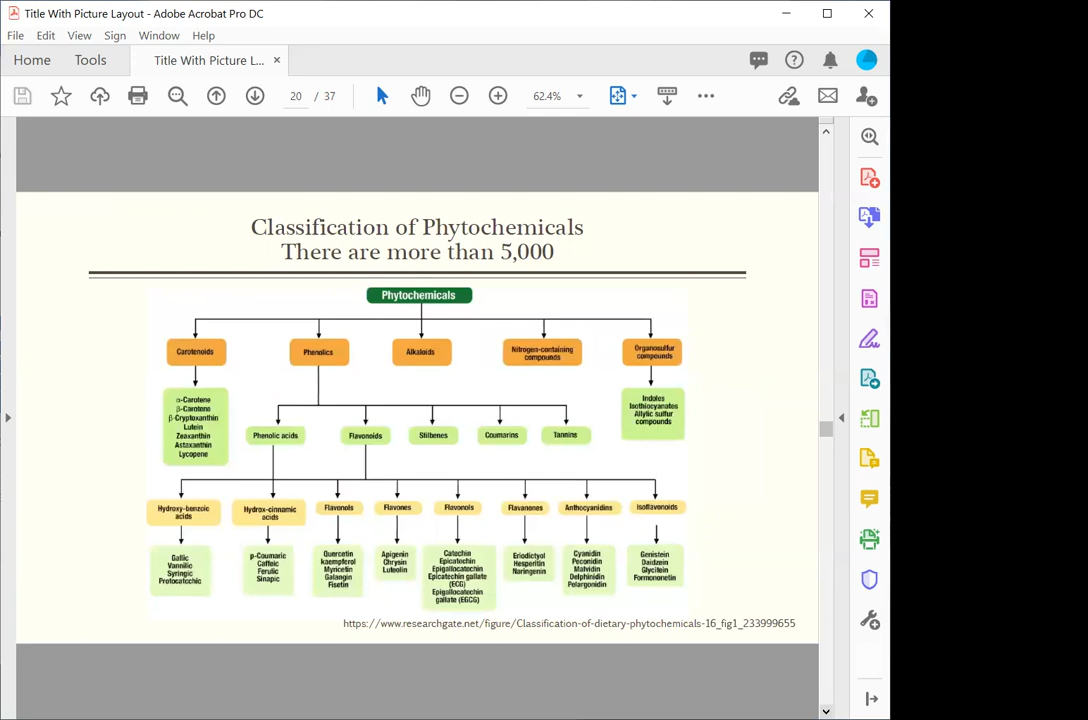 Title With Picture Layout - Adobe Acrobat Pro DC
File Edit View Sign Window Help
Home Tools Title With Picture L...
20 / 37 62.4%
Classification of Phytochemicals
There are more than 5,000
Phytochemicals
Carotenoids
Phenolics
Alkaloids
Nitrogen-containing
compounds
Organosulfur
compounds
α-Carotene
β-Carotene
β-Cryptoxanthin
Lutein
Zeaxanthin
Astaxanthin
Lycopene
Indoles
Isothiocyanates
Allylic sulfur
compounds
Phenolic acids
Flavonoids
Stilbenes
Coumarins
Tannins
Hydroxy-benzoic
acids
Hydrox-cinnamic
acids
Flavonols
Flavones
Flavonols
Flavanones
Anthocyanidins
Isoflavonoids
Gallic
Vannilic
Syringic
Protocatechic
p-Coumaric
Caffeic
Ferulic
Sinapic
Quercetin
kaempferol
Myricetin
Galangin
Fisetin
Apigenin
Chrysin
Luteolin
Catechin
Epicatechin
Epigallocatechin
Epicatechin gallate
(ECG)
Epigallocatechin
gallate (EGCG)
Eriodictyol
Hesperitin
Naringenin
Cyanidin
Peconidin
Malvidin
Delphinidin
Pelargonidin
Genistein
Daidzein
Glycitein
Formononetin
https://www.researchgate.net/figure/Classification-of-dietary-phytochemicals-16_fig1_233999655